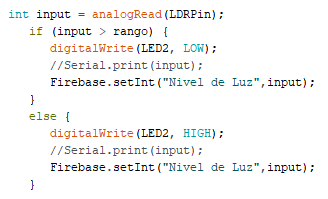 int input = analogRead(LDRPin);
if (input > rango) {
digitalWrite(LED2, LOW);
//Serial.print(input);
Firebase.setInt("Nivel de Luz",input);
}
else {
digitalWrite(LED2, HIGH);
//Serial.print(input);
Firebase.setInt("Nivel de Luz",input);
}